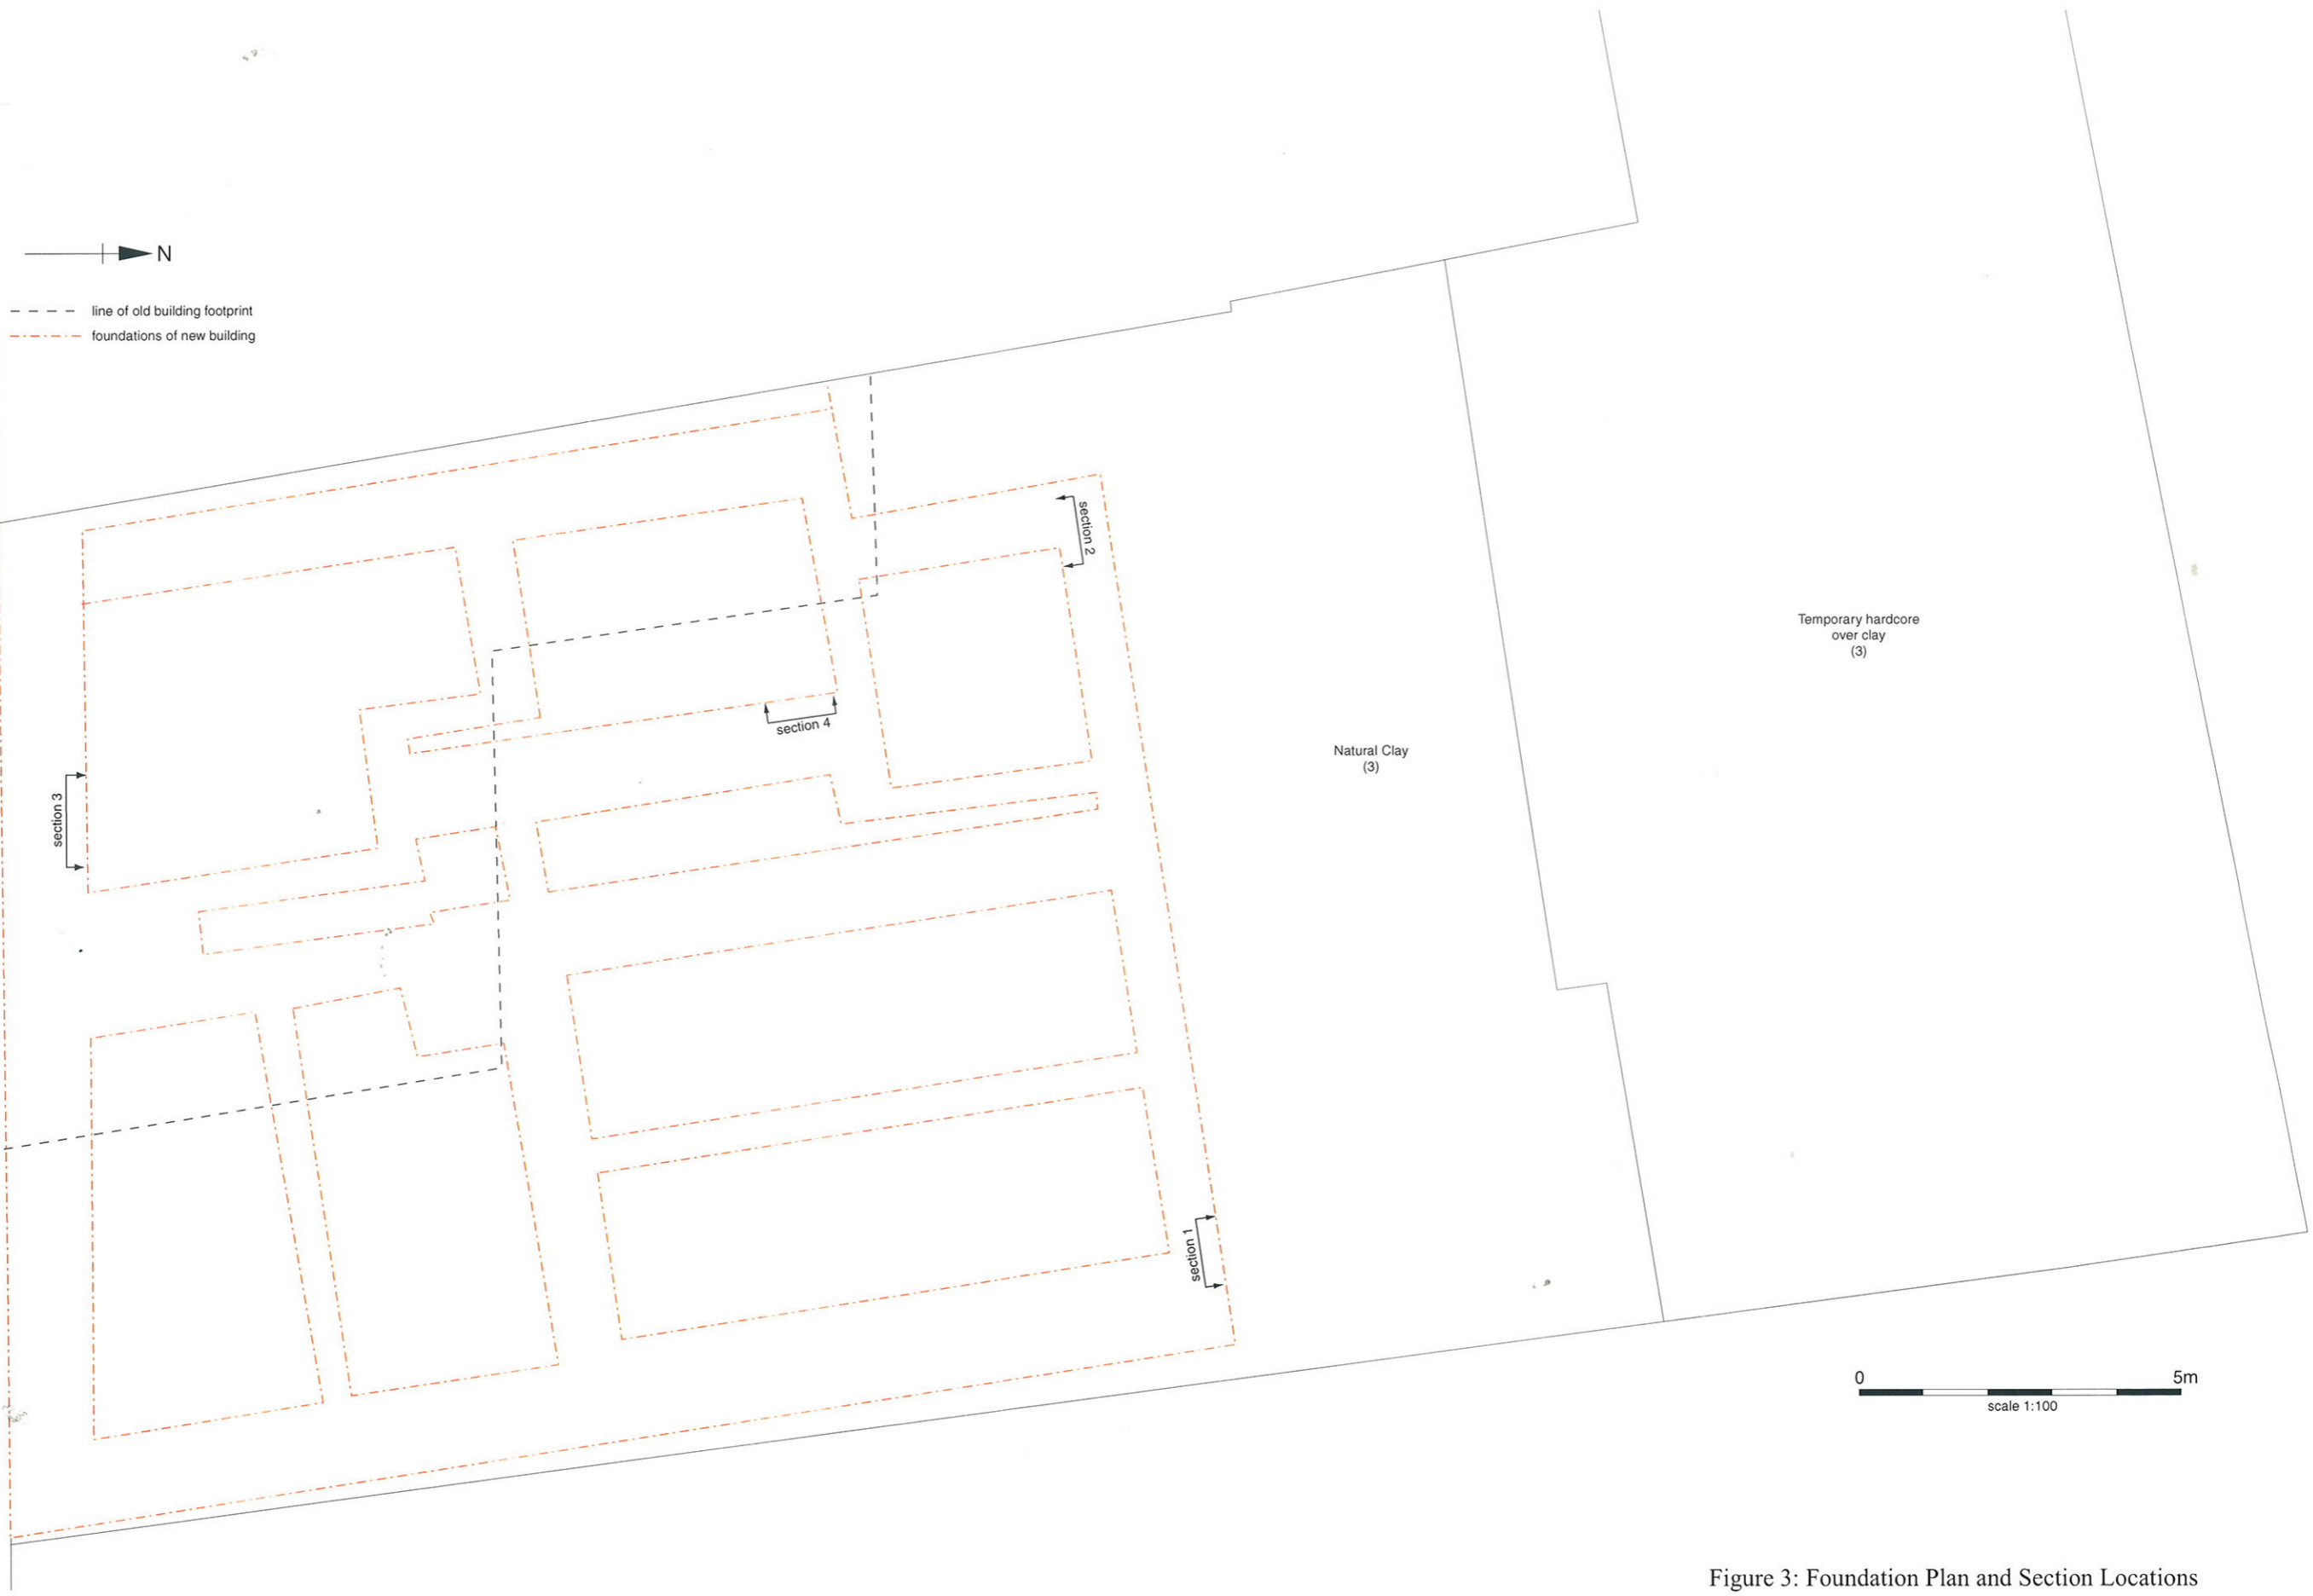 N
line of old building footprint
foundations of new building
section 2
section 4
section 3
section 1
Natural Clay
(3)
Temporary hardcore
over clay
(3)
0 5m
scale 1:100
Figure 3: Foundation Plan and Section Locations